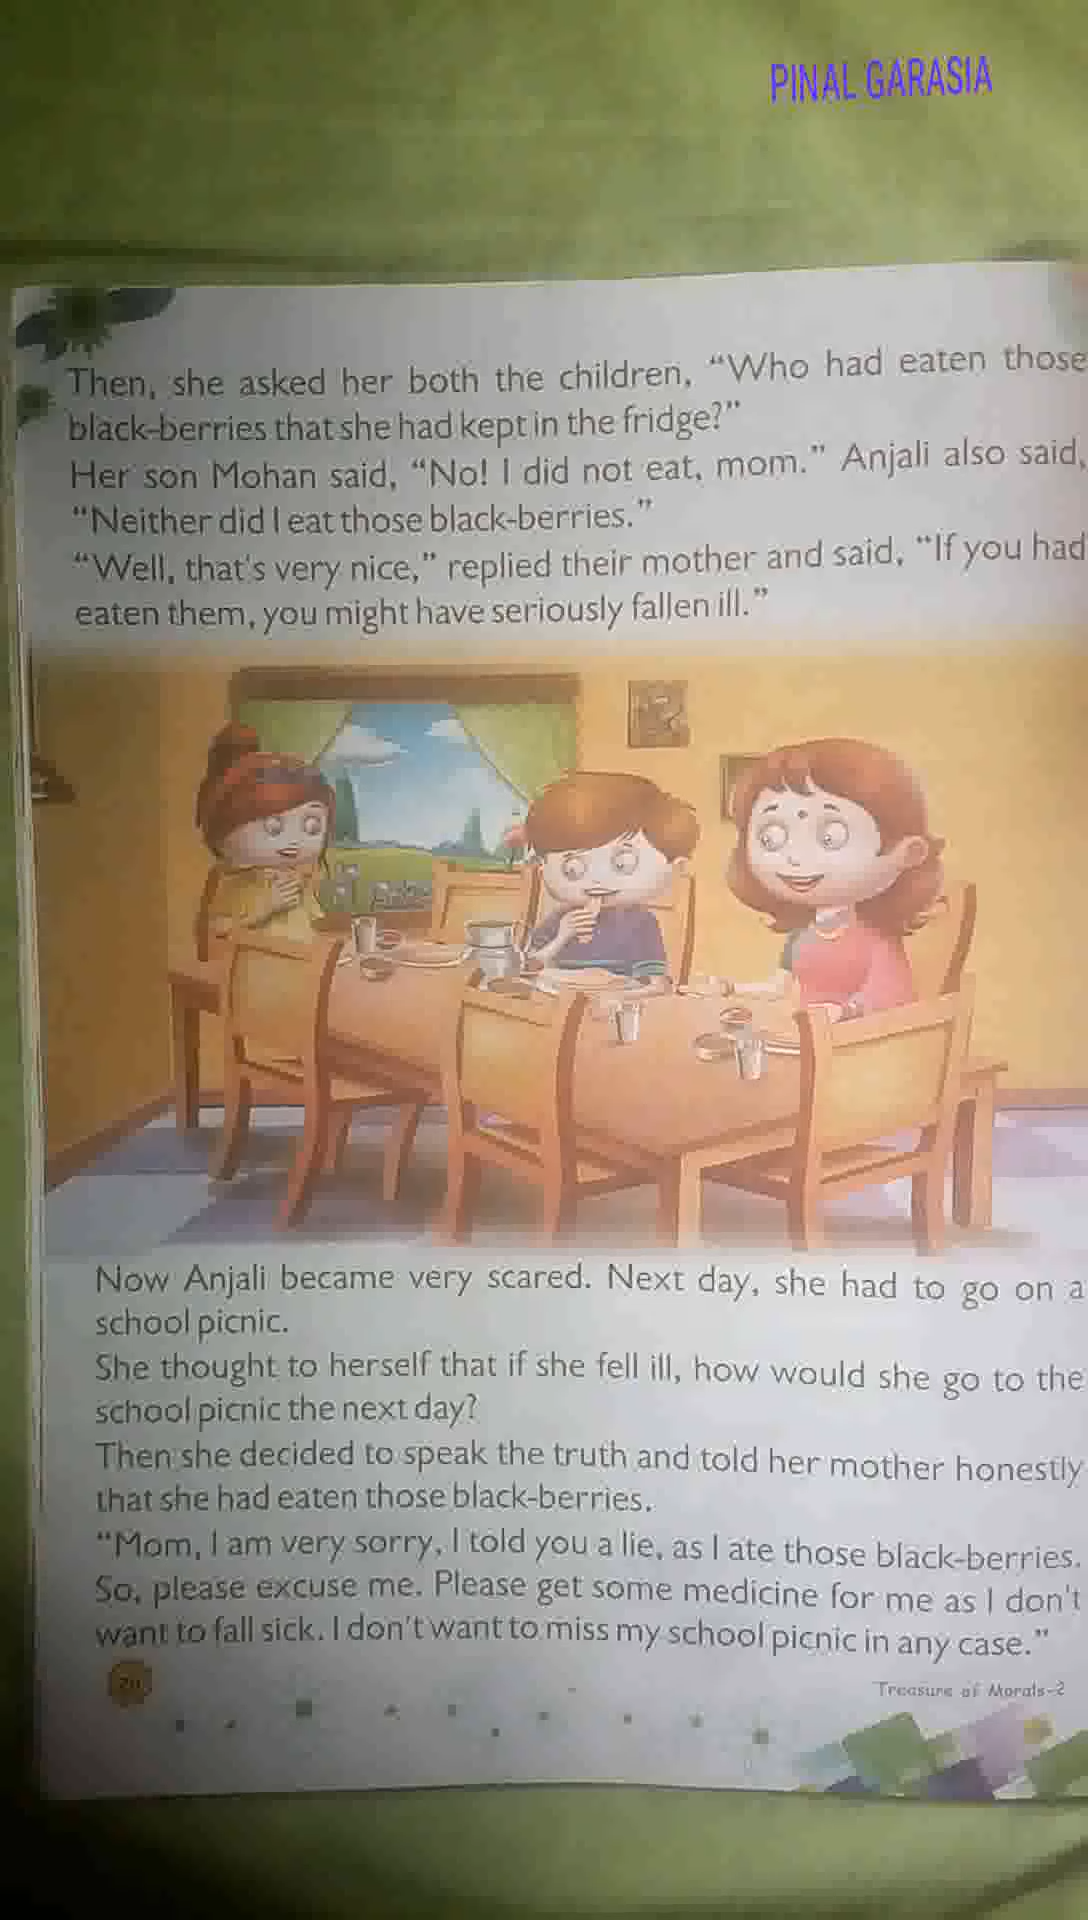 PINAL GARASIA
Then, she asked her both the children, “Who had eaten those
black-berries that she had kept in the fridge?”
Her son Mohan said, “No! I did not eat, mom.” Anjali also said,
“Neither did I eat those black-berries.”
“Well, that's very nice,” replied their mother and said, “If you had
eaten them, you might have seriously fallen ill.”
Now Anjali became very scared. Next day, she had to go on a
school picnic.
She thought to herself that if she fell ill, how would she go to the
school picnic the next day?
Then she decided to speak the truth and told her mother honestly
that she had eaten those black-berries.
“Mom, I am very sorry, I told you a lie, as I ate those black-berries.
So, please excuse me. Please get some medicine for me as I don't
want to fall sick. I don't want to miss my school picnic in any case.”
Treasure of Morals-2